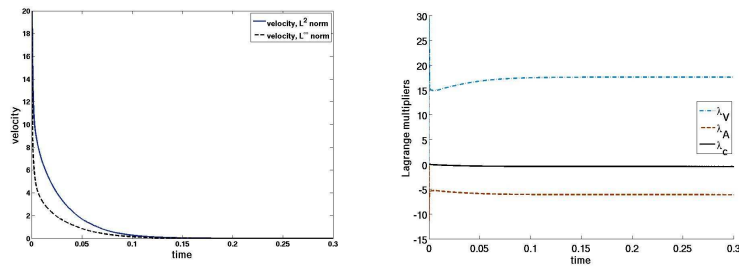 20
18
16
14
12
10
8
6
4
2
0
velocity
velocity, L² norm
velocity, L^∞ norm
0 0.05 0.1 0.15 0.2 0.25 0.3
time
30
25
20
15
10
5
0
-5
-10
-15
Lagrange multipliers
λ_V
λ_A
λ_C
0 0.05 0.1 0.15 0.2 0.25 0.3
time